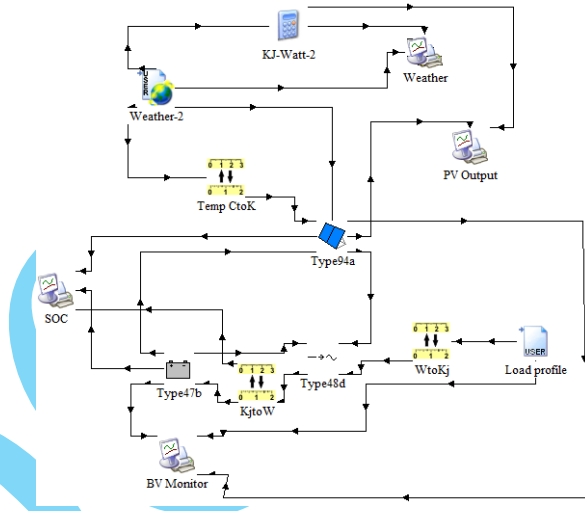 KJ-Watt-2
Weather
USER
Weather-2
PV Output
0 1 2 3
0 1 2
Temp CtoK
Type94a
SOC
0 1 2 3
0 1 2
WtoKj
USER
Load profile
Type48d
0 1 2 3
0 1 2
KjtoW
Type47b
BV Monitor